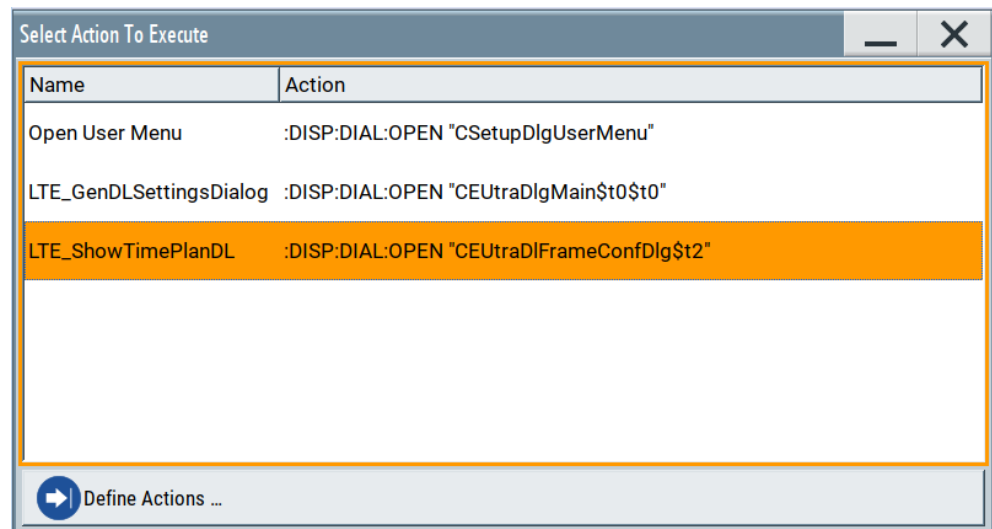 Select Action To Execute
Name Action
Open User Menu :DISP:DIAL:OPEN "CSetupDlgUserMenu"
LTE_GenDLSettingsDialog :DISP:DIAL:OPEN "CEUtraDlgMain$t0$t0"
LTE_ShowTimePlanDL :DISP:DIAL:OPEN "CEUtraDlFrameConfDlg$t2"
Define Actions ...